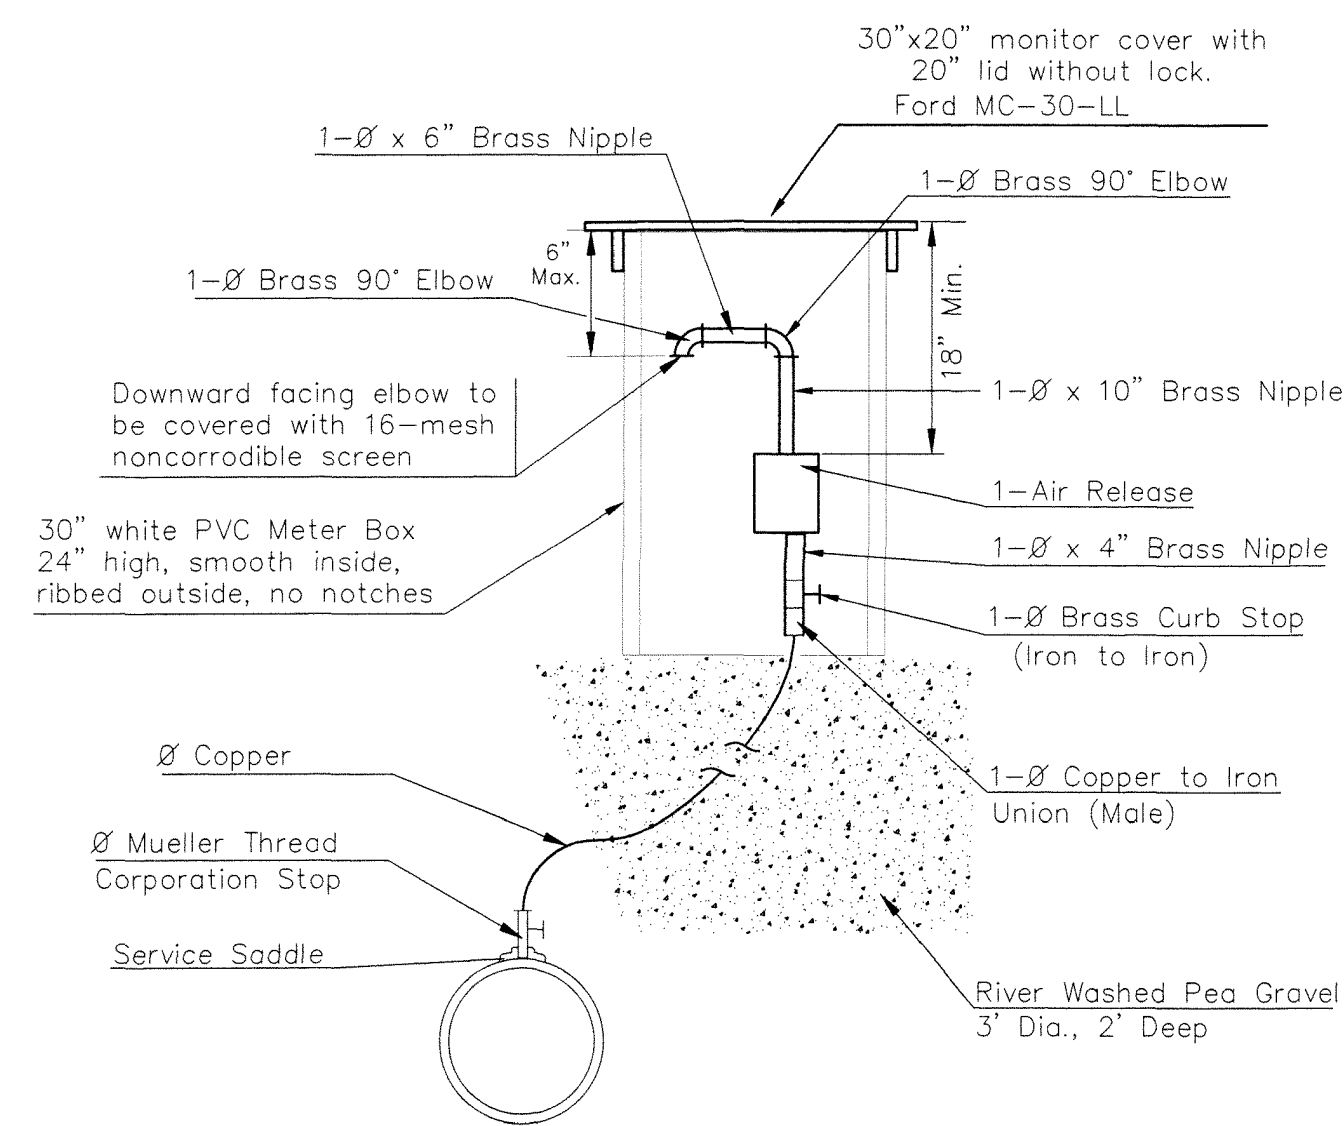 30”x20” monitor cover with
20” lid without lock.
Ford MC-30-LL
1-Ø x 6” Brass Nipple
1-Ø Brass 90° Elbow
6”
Max.
1-Ø Brass 90° Elbow
18” Min.
Downward facing elbow to
be covered with 16-mesh
noncorrodible screen
1-Ø x 10” Brass Nipple
1-Air Release
30” white PVC Meter Box
24” high, smooth inside,
ribbed outside, no notches
1-Ø x 4” Brass Nipple
1-Ø Brass Curb Stop
(Iron to Iron)
Ø Copper
1-Ø Copper to Iron
Union (Male)
Ø Mueller Thread
Corporation Stop
Service Saddle
River Washed Pea Gravel
3’ Dia., 2’ Deep